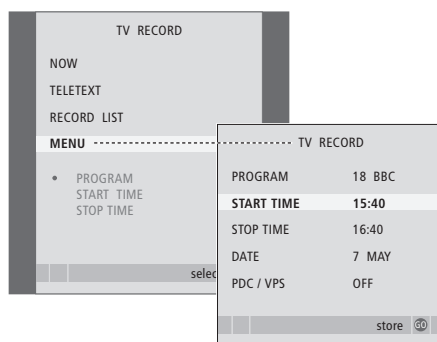 TV RECORD
NOW
TELETEXT
RECORD LIST
MENU
• PROGRAM
START TIME
STOP TIME
TV RECORD
PROGRAM 18 BBC
START TIME 15:40
STOP TIME 16:40
DATE 7 MAY
PDC / VPS OFF
store GO